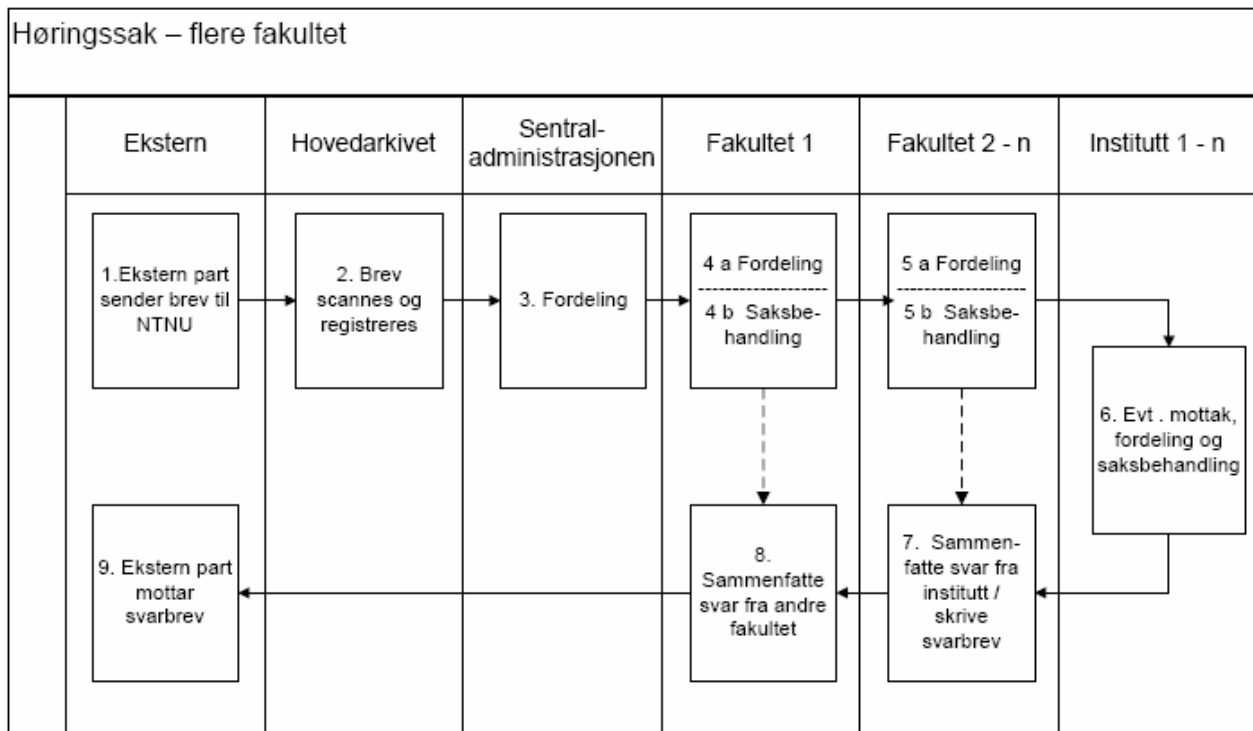 Høringssak – flere fakultet
Ekstern
Hovedarkivet
Sentral-
administrasjonen
Fakultet 1
Fakultet 2 - n
Institutt 1 - n
1.Ekstern part
sender brev til
NTNU
2. Brev
scannes og
registreres
3. Fordeling
4 a Fordeling
4 b Saksbe-
handling
5 a Fordeling
5 b Saksbe-
handling
6. Evt . mottak,
fordeling og
saksbehandling
9. Ekstern part
mottar
svarbrev
8.
Sammenfatte
svar fra andre
fakultet
7. Sammen-
fatte svar fra
institutt /
skrive
svarbrev